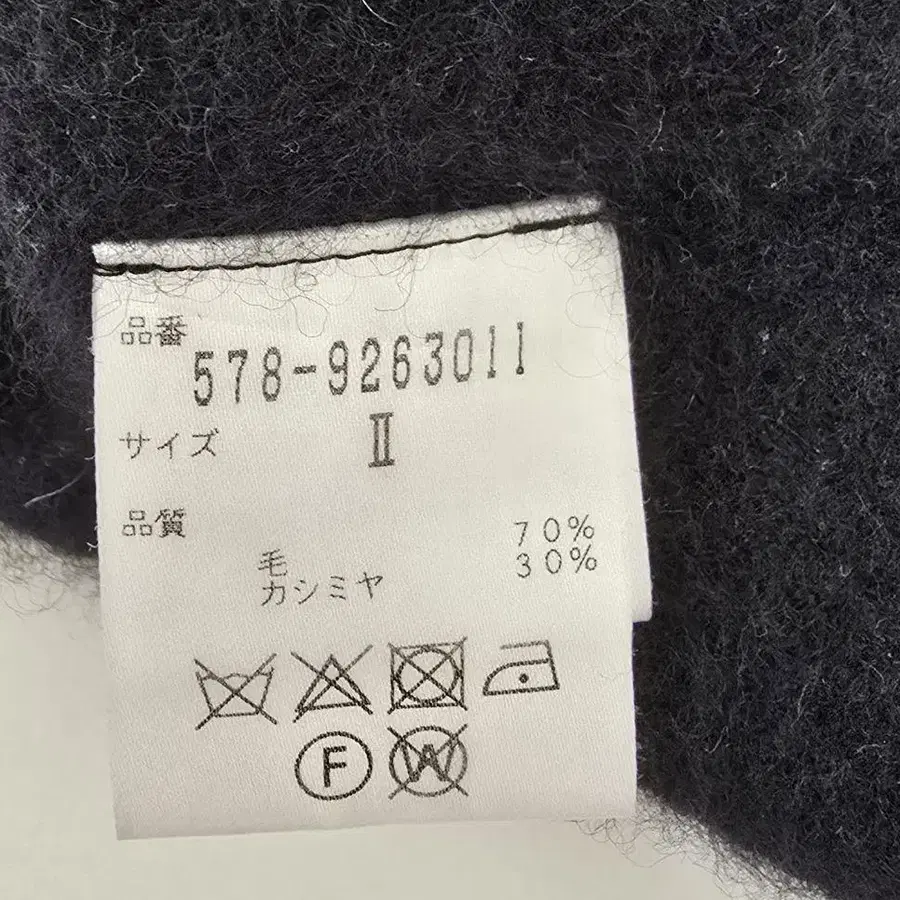 品番
578-9263011
サイズ Ⅱ
品質
毛 70%
カシミヤ 30%
F W